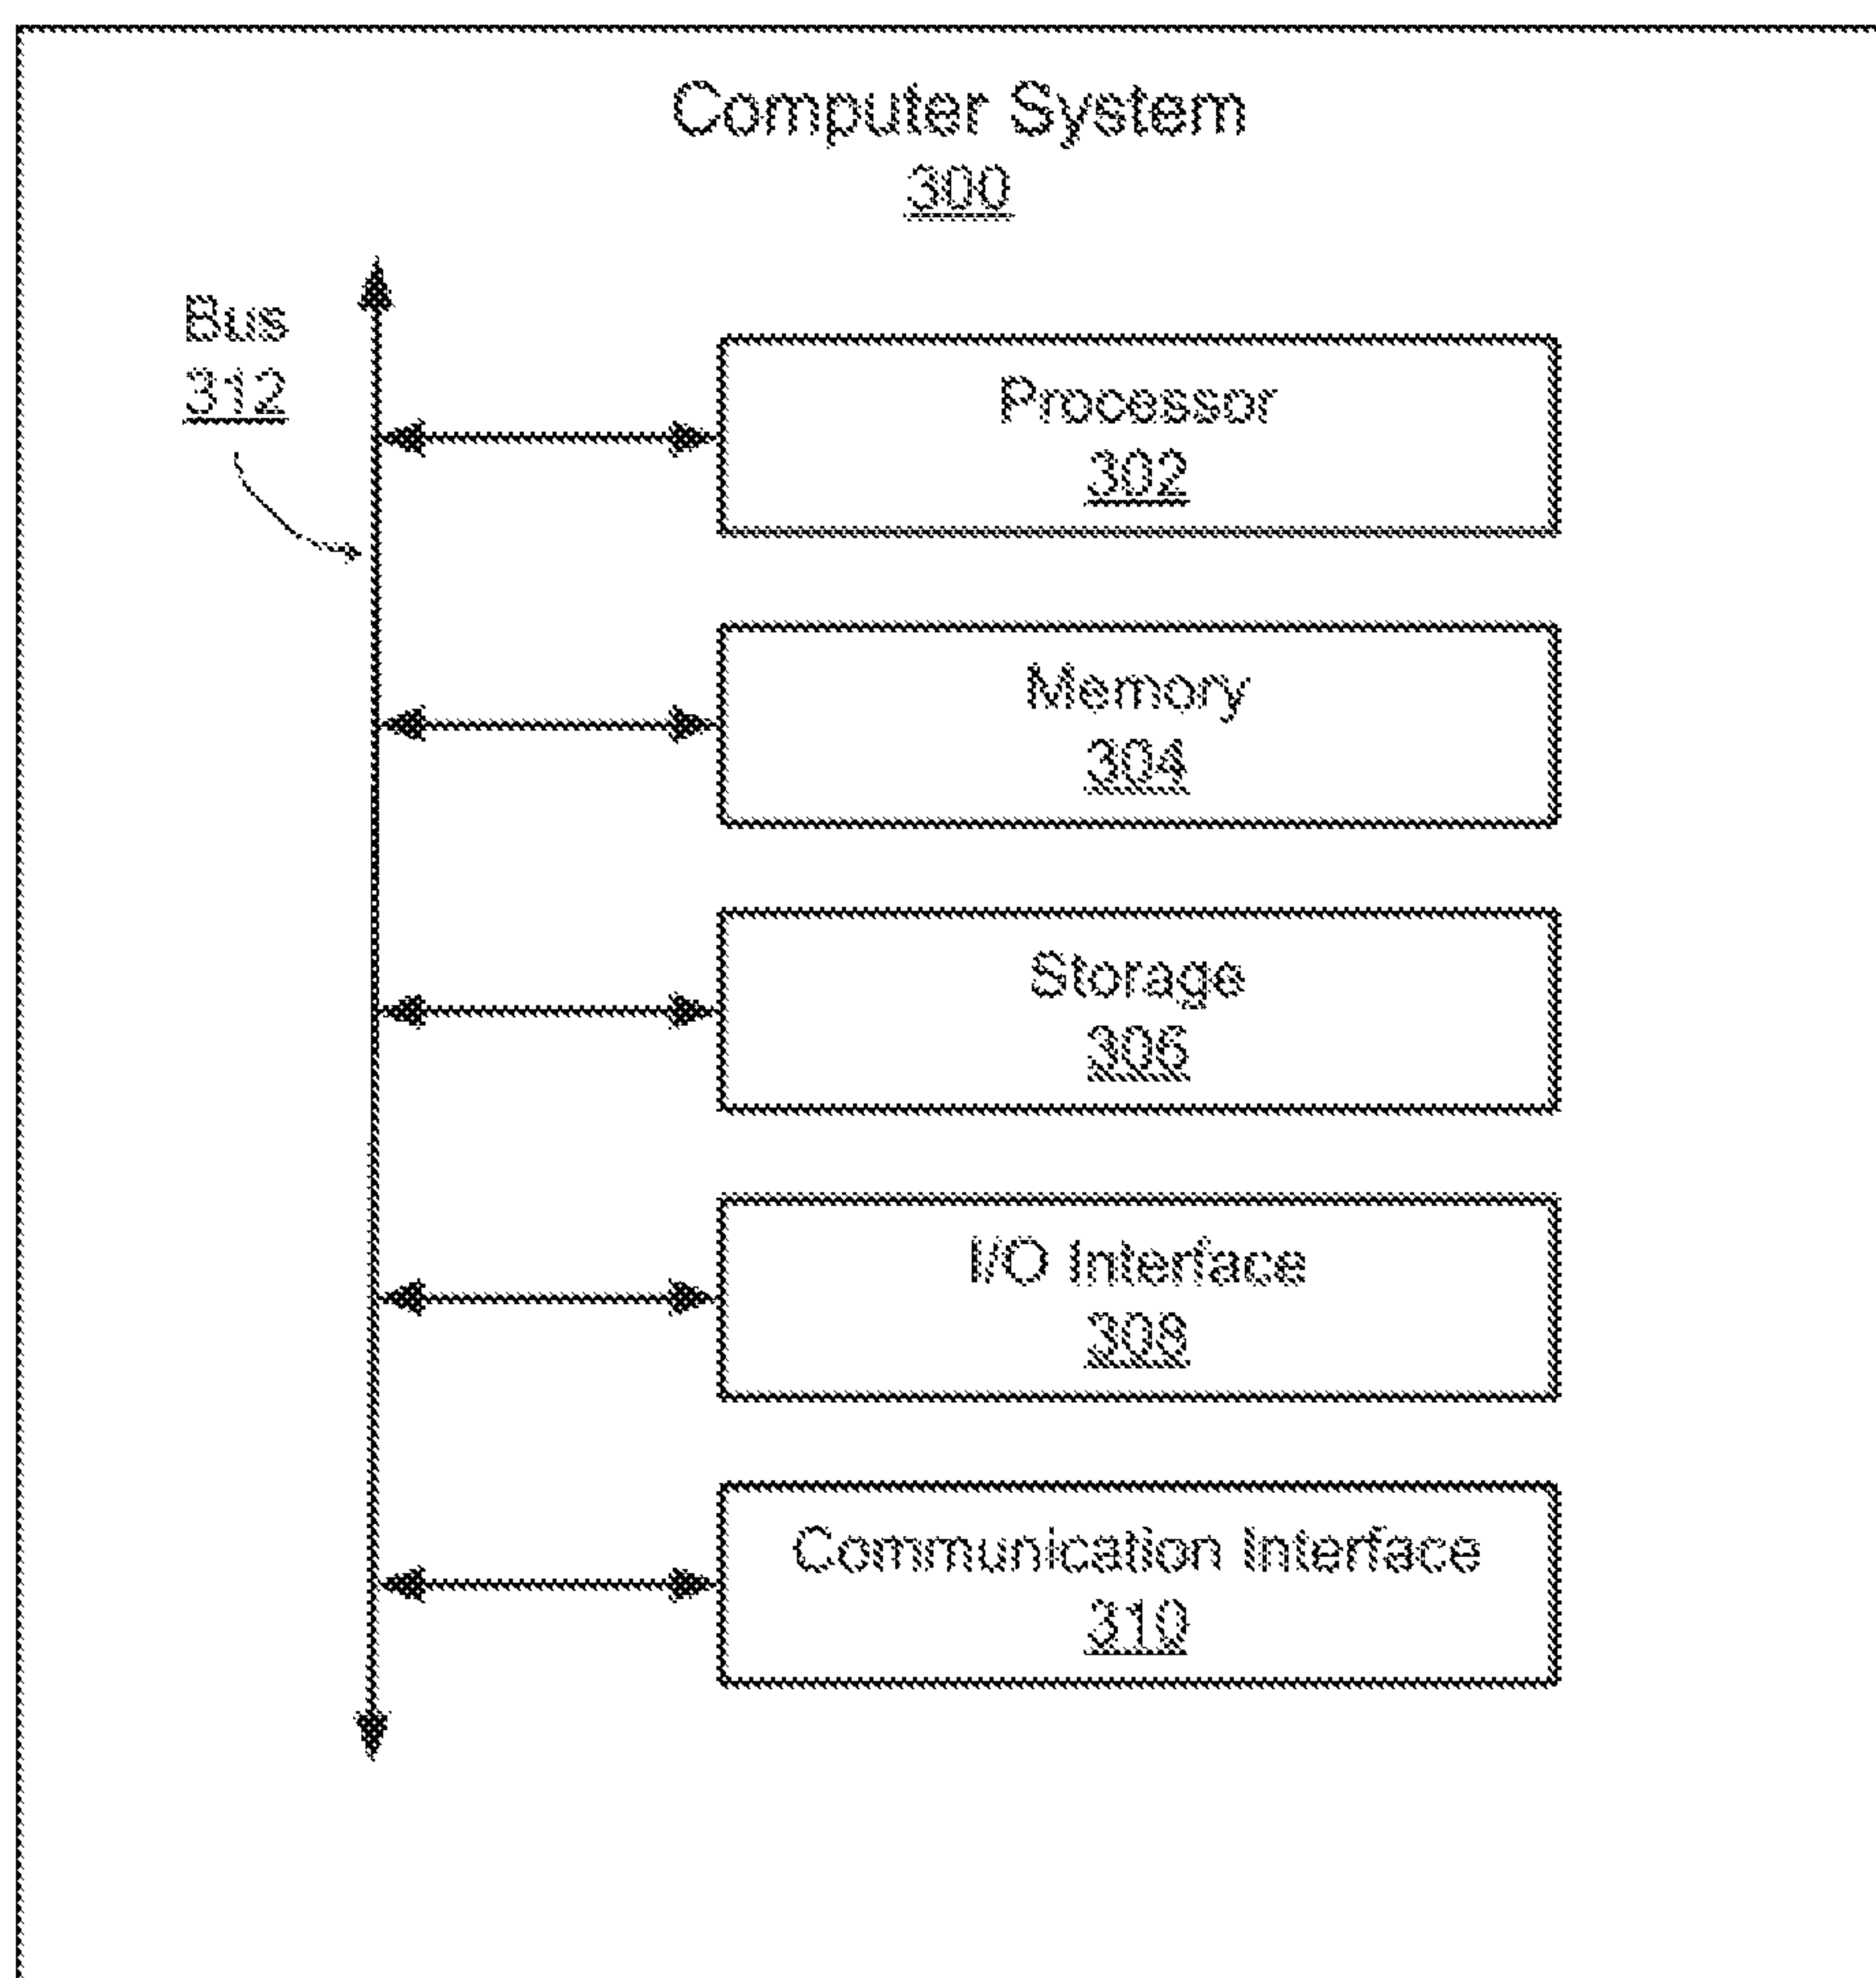 Computer System
300
Bus
312
Processor
302
Memory
304
Storage
306
I/O Interface
308
Communication Interface
310